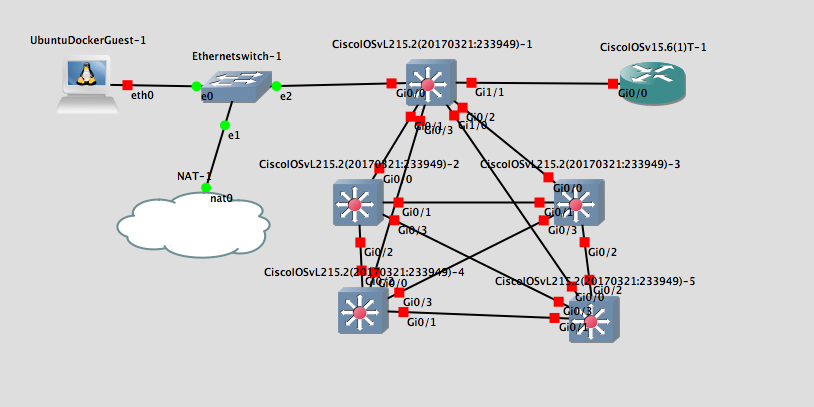 UbuntuDockerGuest-1
Ethernetswitch-1
CiscoIOSvL215.2(20170321:233949)-1
CiscoIOSv15.6(1)T-1
eth0
e0
e2
Gi0/0
Gi1/1
Gi0/0
e1
Gi0/1
Gi0/3
Gi1/0
Gi0/2
NAT-1
nat0
CiscoIOSvL215.2(20170321:233949)-2
CiscoIOSvL215.2(20170321:233949)-3
Gi0/0
Gi0/0
Gi0/1
Gi0/1
Gi0/3
Gi0/3
Gi0/2
Gi0/2
CiscoIOSvL215.2(20170321:233949)-4
CiscoIOSvL215.2(20170321:233949)-5
Gi0/2
Gi0/0
Gi0/2
Gi0/0
Gi0/3
Gi0/3
Gi0/1
Gi0/1